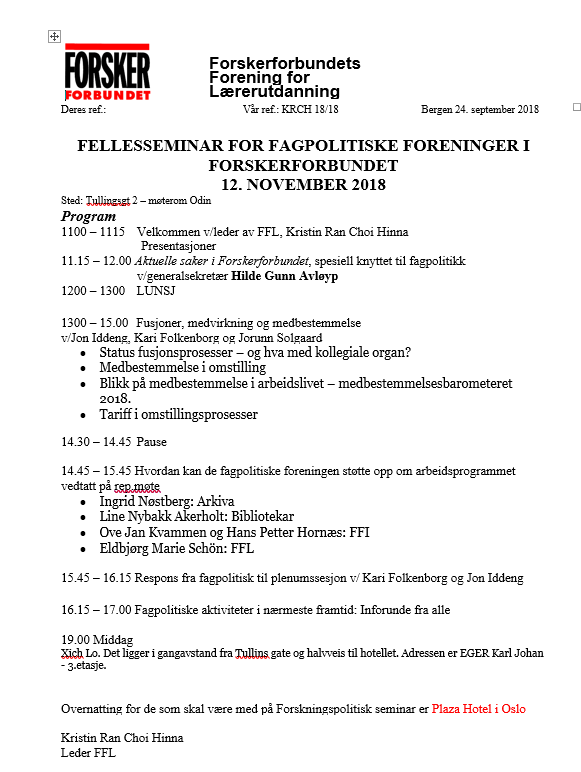 FORSKER
FORBUNDET
Forskerforbundets
Forening for
Lærerutdanning
Deres ref.: Vår ref.: KRCH 18/18 Bergen 24. september 2018
FELLESSEMINAR FOR FAGPOLITISKE FORENINGER I
FORSKERFORBUNDET
12. NOVEMBER 2018
Sted: Tullingsgt 2 – møterom Odin
Program
1100 – 1115 Velkommen v/leder av FFL, Kristin Ran Choi Hinna
Presentasjoner
11.15 – 12.00 Aktuelle saker i Forskerforbundet, spesiell knyttet til fagpolitikk
v/generalsekretær Hilde Gunn Avløyp
1200 – 1300 LUNSJ
1300 – 15.00 Fusjoner, medvirkning og medbestemmelse
v/Jon Iddeng, Kari Folkenborg og Jorunn Solgaard
• Status fusjonsprosesser – og hva med kollegiale organ?
• Medbestemmelse i omstilling
• Blikk på medbestemmelse i arbeidslivet – medbestemmelsesbarometeret
2018.
• Tariff i omstillingsprosesser
14.30 – 14.45 Pause
14.45 – 15.45 Hvordan kan de fagpolitiske foreningen støtte opp om arbeidsprogrammet
vedtatt på rep.møte
• Ingrid Nøstberg: Arkiva
• Line Nybakk Akerholt: Bibliotekar
• Ove Jan Kvammen og Hans Petter Hornæs: FFI
• Eldbjørg Marie Schön: FFL
15.45 – 16.15 Respons fra fagpolitisk til plenumssesjon v/ Kari Folkenborg og Jon Iddeng
16.15 – 17.00 Fagpolitiske aktiviteter i nærmeste framtid: Inforunde fra alle
19.00 Middag
Xich Lo. Det ligger i gangavstand fra Tullins gate og halvveis til hotellet. Adressen er EGER Karl Johan
- 3.etasje.
Overnatting for de som skal være med på Forskningspolitisk seminar er Plaza Hotel i Oslo
Kristin Ran Choi Hinna
Leder FFL